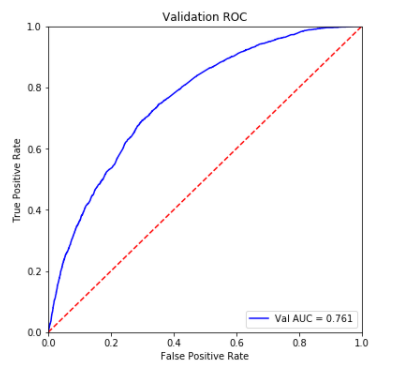 Validation ROC
1.0
0.8
0.6
0.4
0.2
0.0
True Positive Rate
Val AUC = 0.761
0.0 0.2 0.4 0.6 0.8 1.0
False Positive Rate